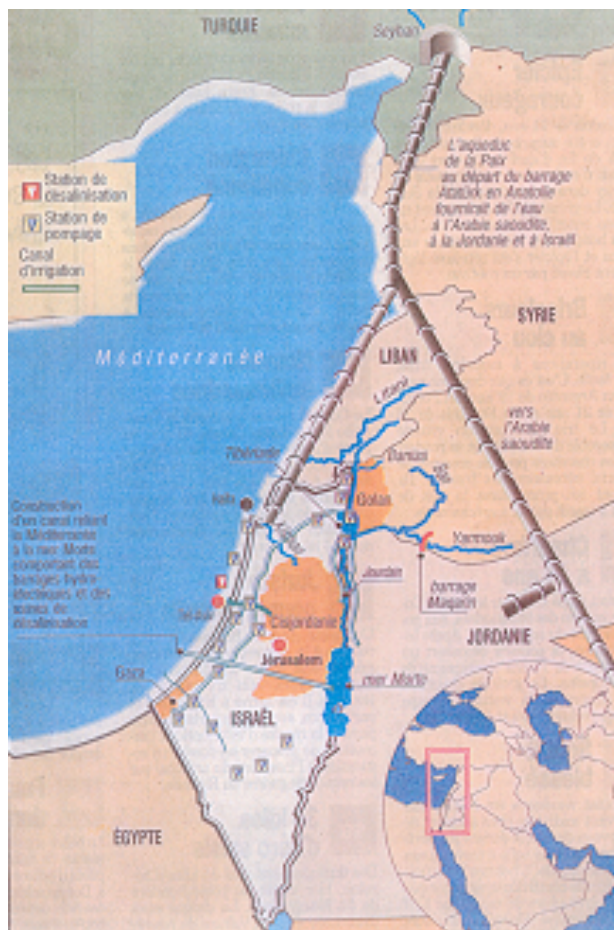 TURQUIE
Seyhan
L'aqueduc
de la Paix
au départ du barrage
Atatürk en Anatolie
fournirait de l'eau
à l'Arabie saoudite,
à la Jordanie et à Israël
Station de
désalinisation
Station de
pompage
Canal
d'irrigation
SYRIE
Méditerranée
LIBAN
Litani
vers
l'Arabie
saoudite
Tibériade
Banias
Golan
Haïfa
Construction
d'un canal reliant
la Méditerranée
à la mer Morte,
comportant des
barrages hydro-
électriques et des
usines de
désalinisation
Yarmouk
Jourdain
barrage
Maqarin
Tel-Aviv
Cisjordanie
JORDANIE
Jérusalem
Gaza
mer Morte
ISRAËL
ÉGYPTE